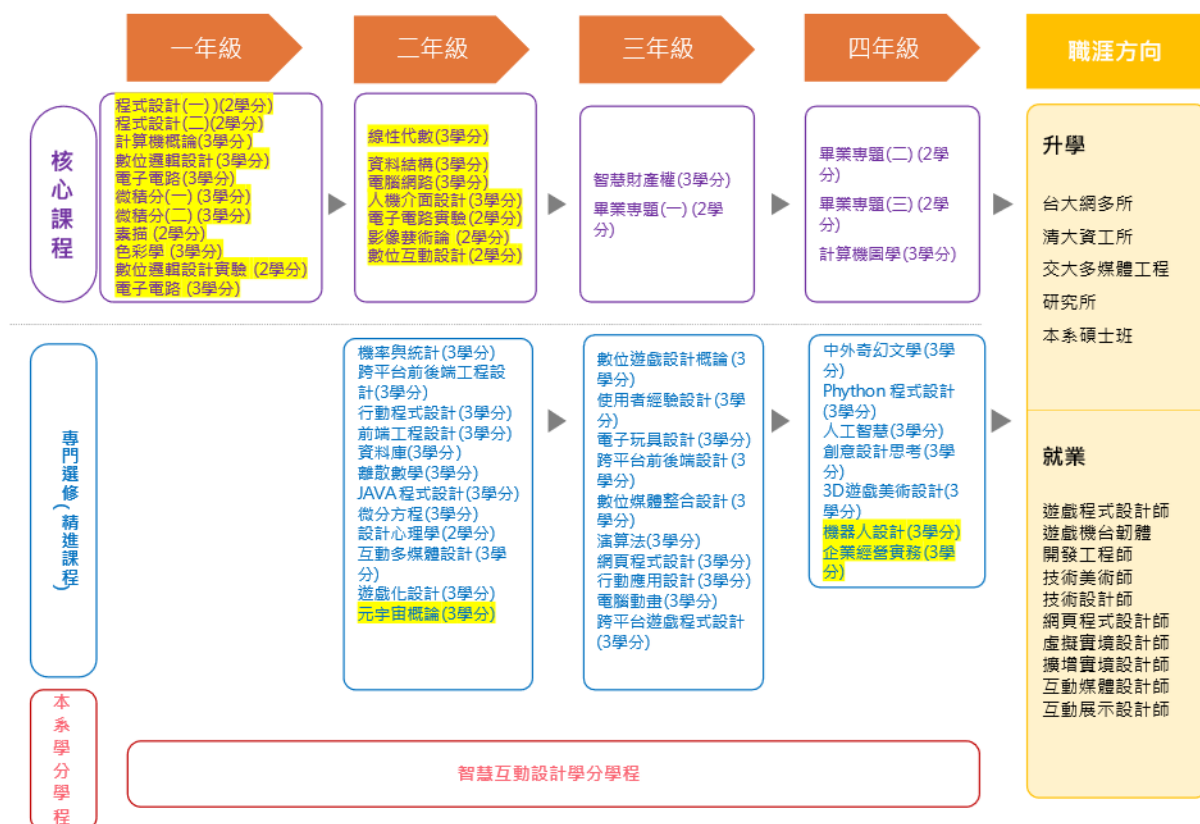 一年級
二年級
三年級
四年級
職涯方向
核
心
課
程
程式設計(一))(2學分)
程式設計(二)(2學分)
計算機概論(3學分)
數位邏輯設計(3學分)
電子電路(3學分)
微積分(一) (3學分)
微積分(二) (3學分)
素描 (2學分)
色彩學 (3學分)
數位邏輯設計實驗 (2學分)
電子電路 (3學分)
線性代數(3學分)
資料結構(3學分)
電腦網路(3學分)
人機介面設計(3學分)
電子電路實驗(2學分)
影像藝術論 (2學分)
數位互動設計(2學分)
智慧財產權(3學分)
畢業專題(一) (2學
分)
畢業專題(二) (2學
分)
畢業專題(三) (2學
分)
計算機圖學(3學分)
升學
台大網多所
清大資工所
交大多媒體工程
研究所
本系碩士班
專門選修(精進課程)
機率與統計(3學分)
跨平台前後端工程設
計(3學分)
行動程式設計(3學分)
前端工程設計(3學分)
資料庫(3學分)
離散數學(3學分)
JAVA程式設計(3學分)
微分方程(3學分)
設計心理學(2學分)
互動多媒體設計(3學
分)
遊戲化設計(3學分)
元宇宙概論(3學分)
數位遊戲設計概論(3
學分)
使用者經驗設計(3學
分)
電子玩具設計(3學分)
跨平台前後端設計(3
學分)
數位媒體整合設計(3
學分)
演算法(3學分)
網頁程式設計(3學分)
行動應用設計(3學分)
電腦動畫(3學分)
跨平台遊戲程式設計
(3學分)
中外奇幻文學(3學
分)
Phython 程式設計
(3學分)
人工智慧(3學分)
創意設計思考(3學
分)
3D遊戲美術設計(3
學分)
機器人設計(3學分)
企業經營實務(3學
分)
就業
遊戲程式設計師
遊戲機台韌體
開發工程師
技術美術師
技術設計師
網頁程式設計師
虛擬實境設計師
擴增實境設計師
互動媒體設計師
互動展示設計師
本
系
學
分
學
程
智慧互動設計學分學程